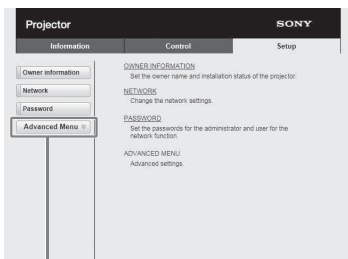 Projector
SONY
Information
Control
Setup
Owner information
Network
Password
Advanced Menu
OWNER INFORMATION
Set the owner name and installation status of the projector.
NETWORK
Change the network settings.
PASSWORD
Set the passwords for the administrator and user for the
network function.
ADVANCED MENU
Advanced settings.